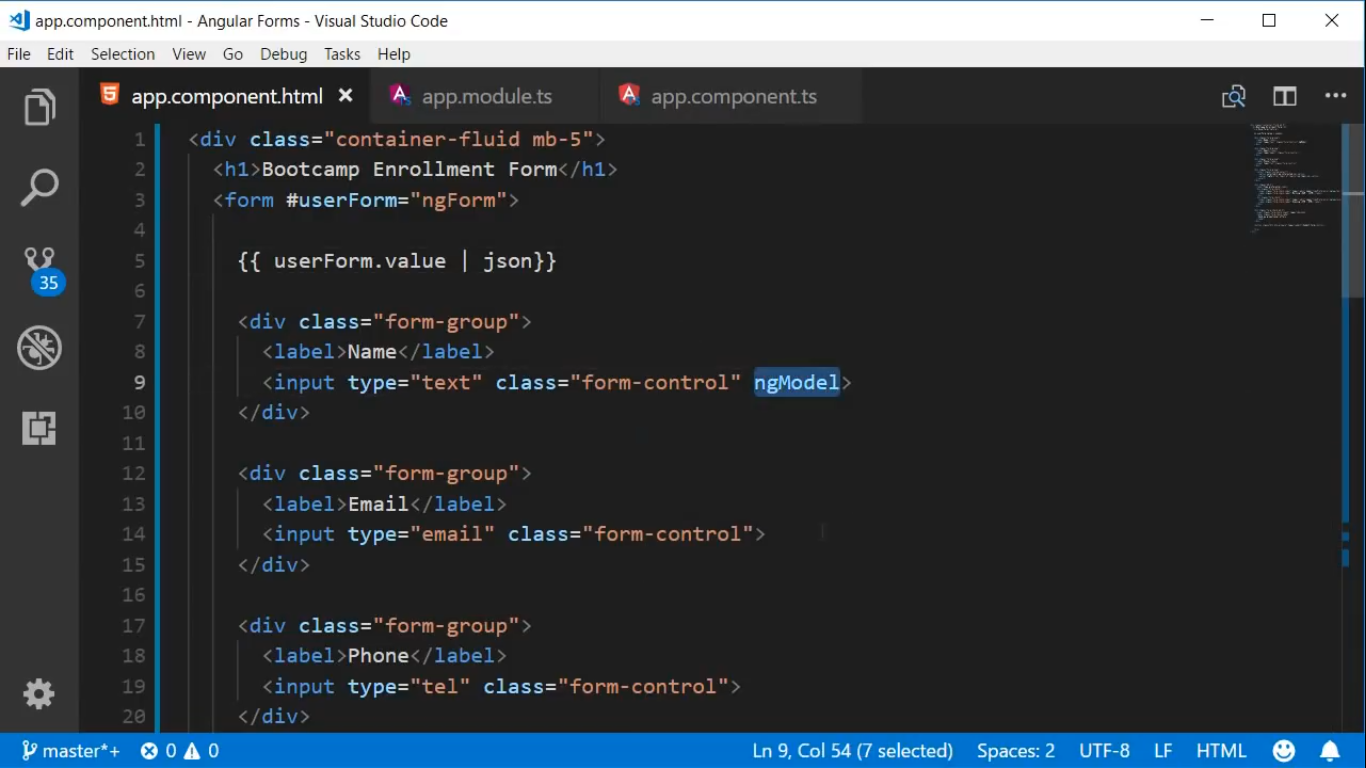 app.component.html - Angular Forms - Visual Studio Code
File Edit Selection View Go Debug Tasks Help
app.component.html app.module.ts app.component.ts
1 <div class="container-fluid mb-5">
2 <h1>Bootcamp Enrollment Form</h1>
3 <form #userForm="ngForm">
4
5 {{ userForm.value | json}}
6
7 <div class="form-group">
8 <label>Name</label>
9 <input type="text" class="form-control" ngModel>
10 </div>
11
12 <div class="form-group">
13 <label>Email</label>
14 <input type="email" class="form-control">
15 </div>
16
17 <div class="form-group">
18 <label>Phone</label>
19 <input type="tel" class="form-control">
20 </div>
35
master*+ 0 0 Ln 9, Col 54 (7 selected) Spaces: 2 UTF-8 LF HTML